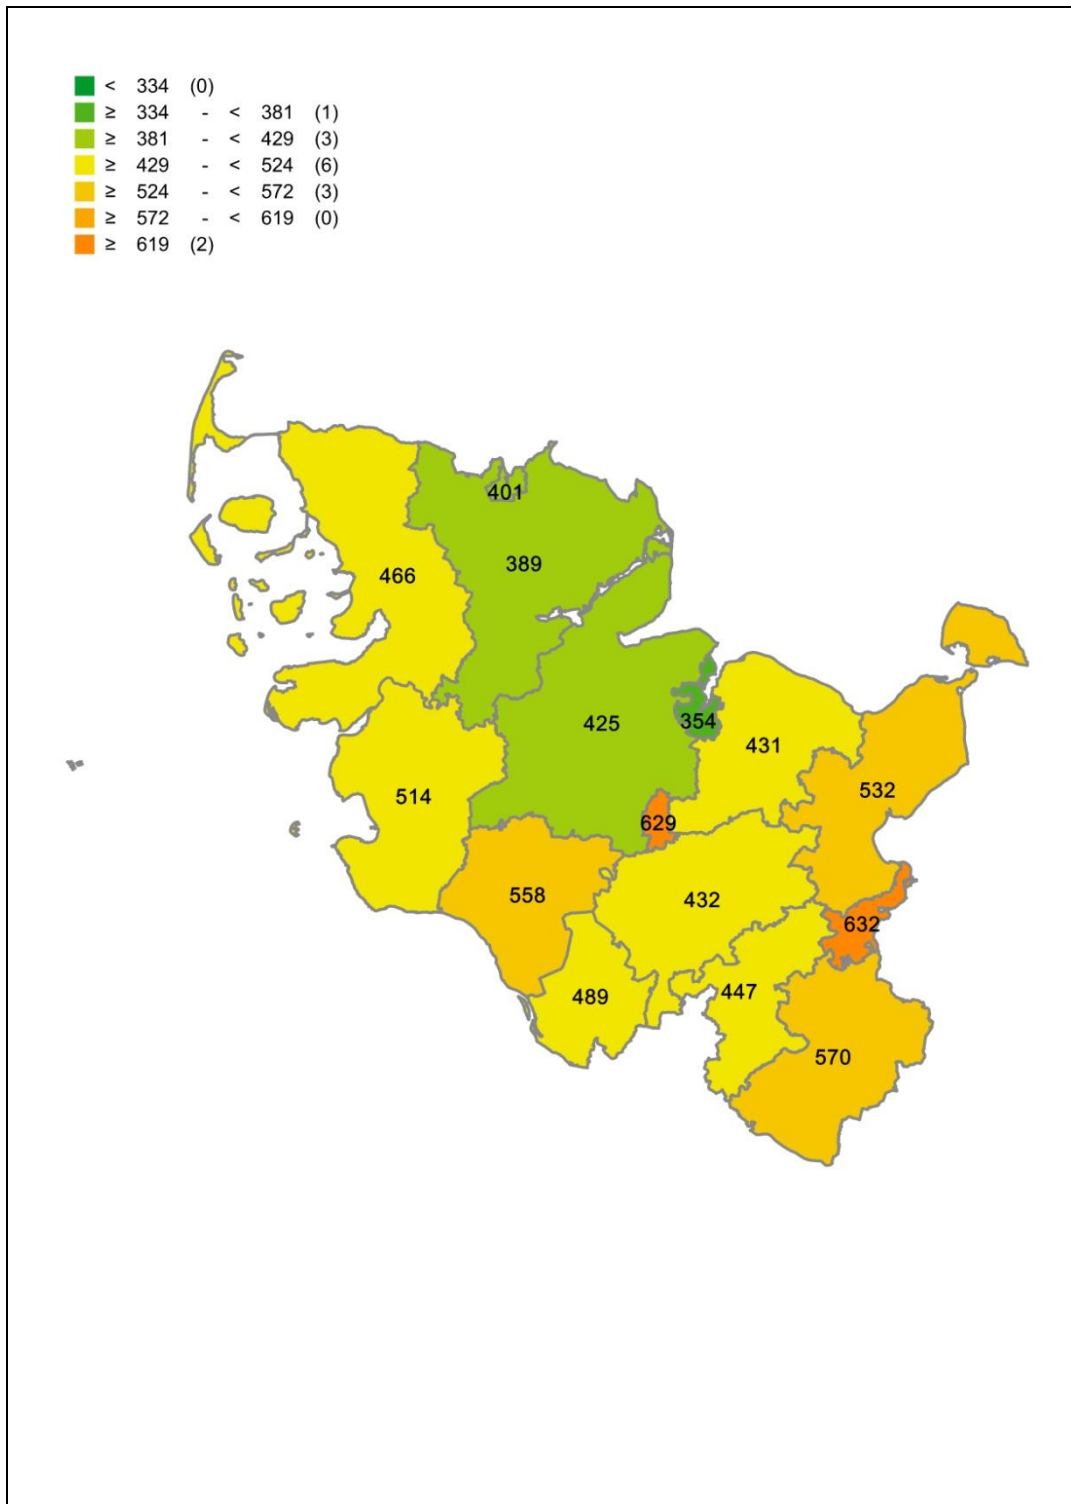 < 334 (0)
≥ 334 - < 381 (1)
≥ 381 - < 429 (3)
≥ 429 - < 524 (6)
≥ 524 - < 572 (3)
≥ 572 - < 619 (0)
≥ 619 (2)
401
389
466
354
425
431
532
514
629
558
432
632
447
489
570